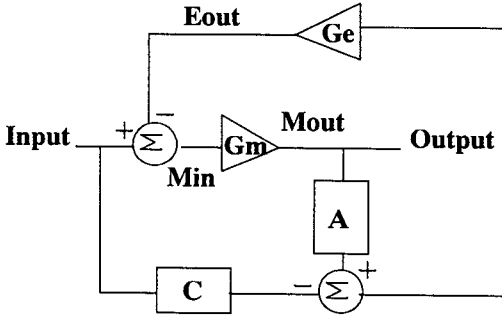 Eout
Ge
−
Input + Σ Gm Mout Output
Min
A
C − Σ +